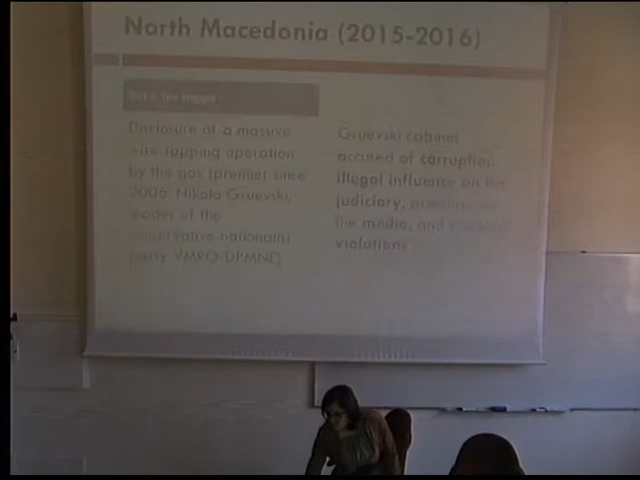 North Macedonia (2015-2016)
Disclosure of a massive
wire-tapping operation
by the gov (premier since
2006: Nikola Gruevski,
leader of the
conservative-nationalist
party VMRO-DPMNE)
Gruevski cabinet
accused of corruption,
illegal influence on the
judiciary, pressure
the media, and
violations